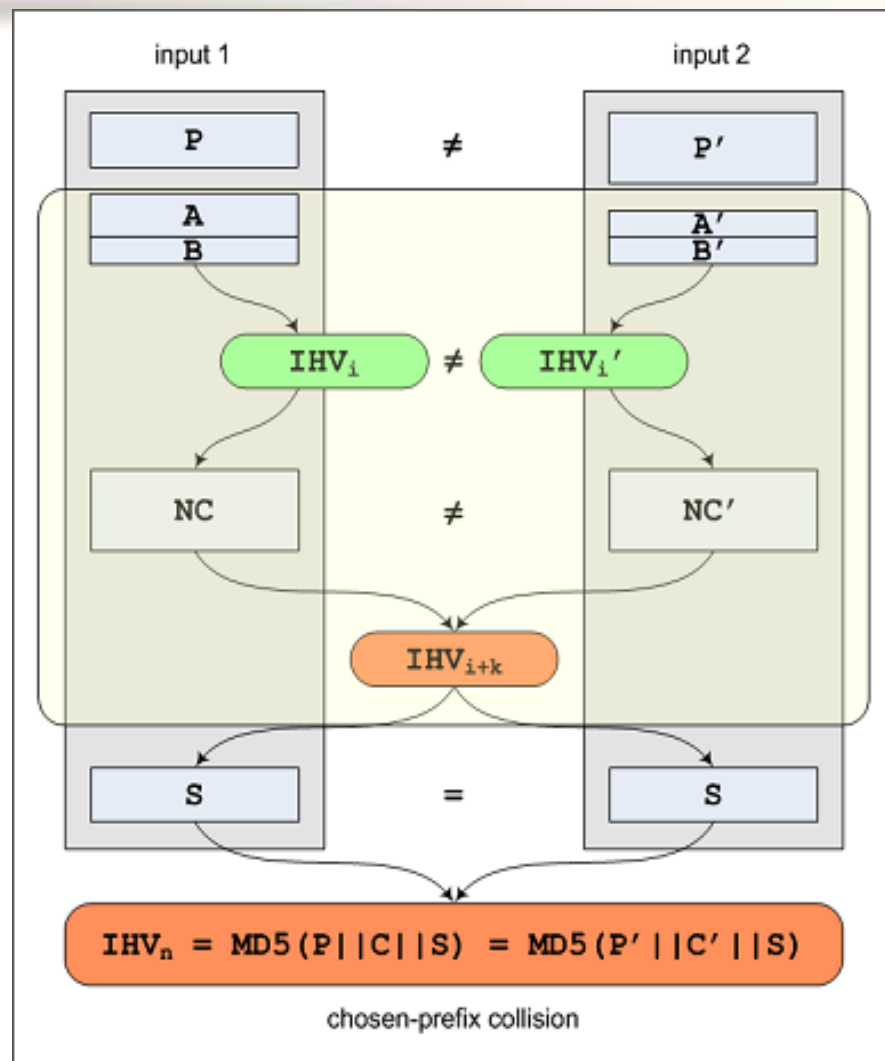 input 1 input 2
P ≠ P′
A A′
B B′
IHVᵢ ≠ IHVᵢ′
NC ≠ NC′
IHVᵢ₊ₖ
S = S
IHVₙ = MD5(P||C||S) = MD5(P′||C′||S)
chosen-prefix collision